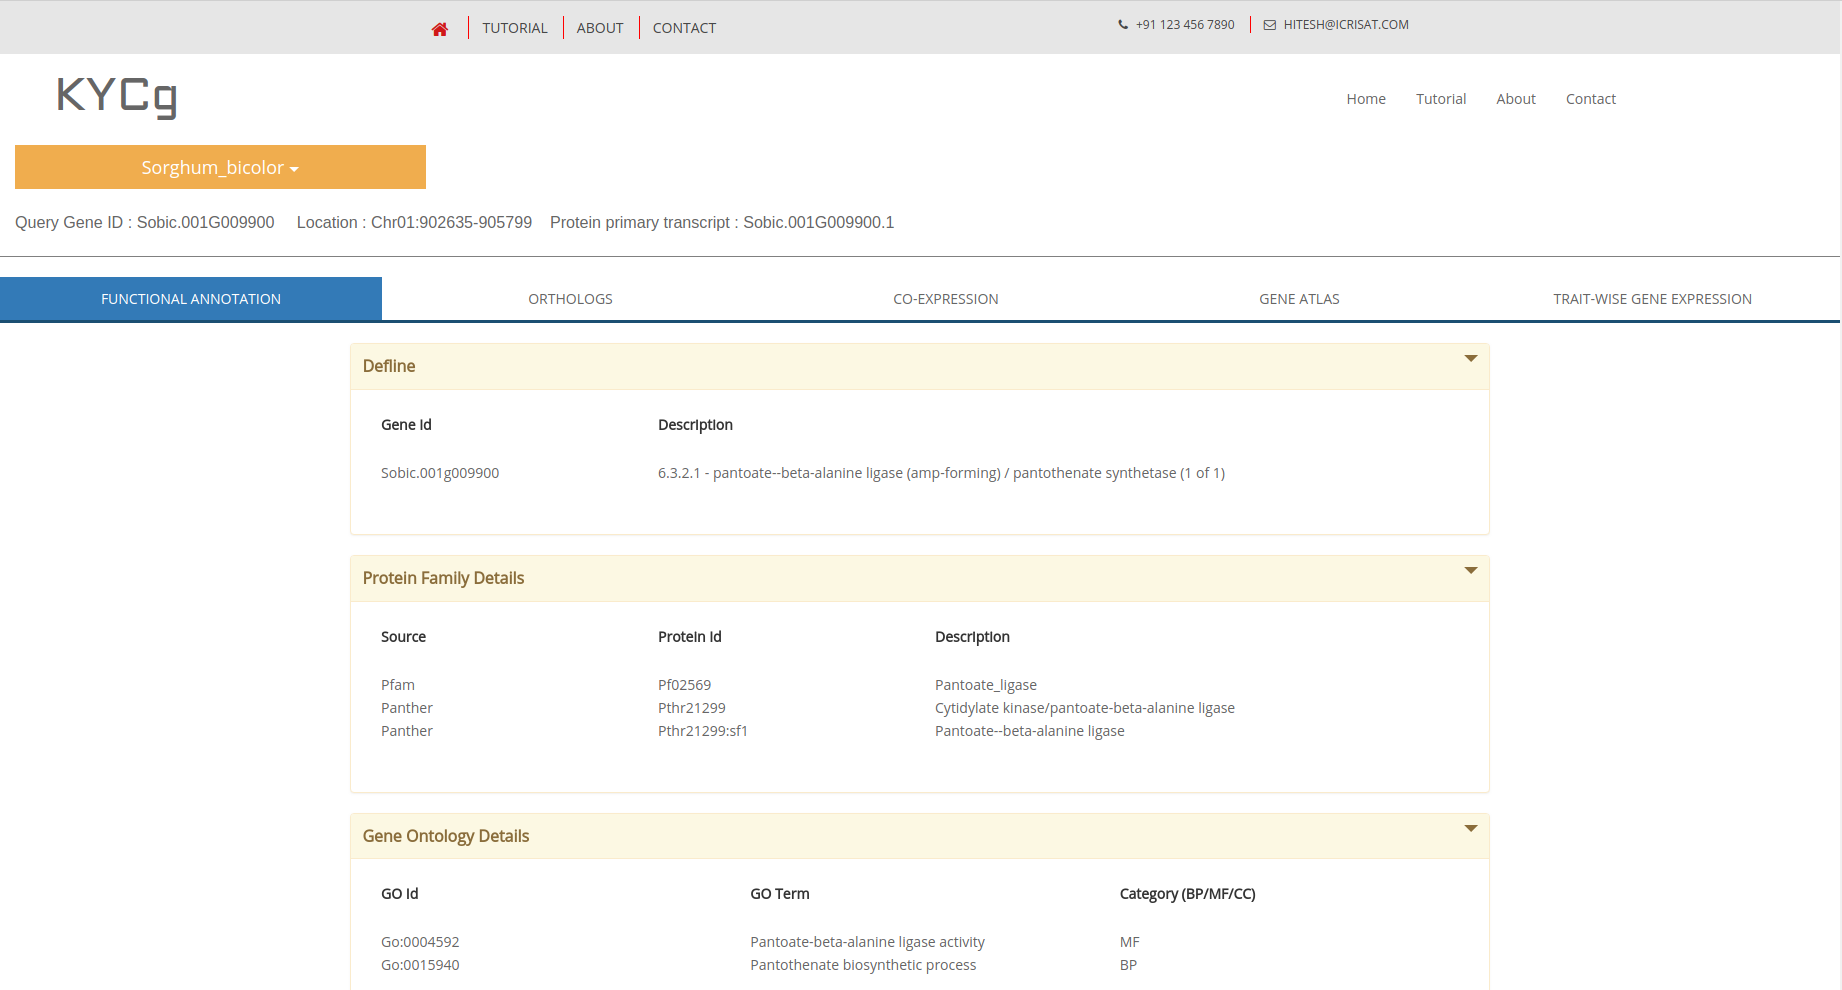 TUTORIAL ABOUT CONTACT +91 123 456 7890 HITESH@ICRISAT.COM
KYCg Home Tutorial About Contact
Sorghum_bicolor
Query Gene ID : Sobic.001G009900 Location : Chr01:902635-905799 Protein primary transcript : Sobic.001G009900.1
FUNCTIONAL ANNOTATION ORTHOLOGS CO-EXPRESSION GENE ATLAS TRAIT-WISE GENE EXPRESSION
Defline
Gene Id Description
Sobic.001g009900 6.3.2.1 - pantoate--beta-alanine ligase (amp-forming) / pantothenate synthetase (1 of 1)
Protein Family Details
Source Protein Id Description
Pfam Pf02569 Pantoate_ligase
Panther Pthr21299 Cytidylate kinase/pantoate-beta-alanine ligase
Panther Pthr21299:sf1 Pantoate--beta-alanine ligase
Gene Ontology Details
GO Id GO Term Category (BP/MF/CC)
Go:0004592 Pantoate-beta-alanine ligase activity MF
Go:0015940 Pantothenate biosynthetic process BP